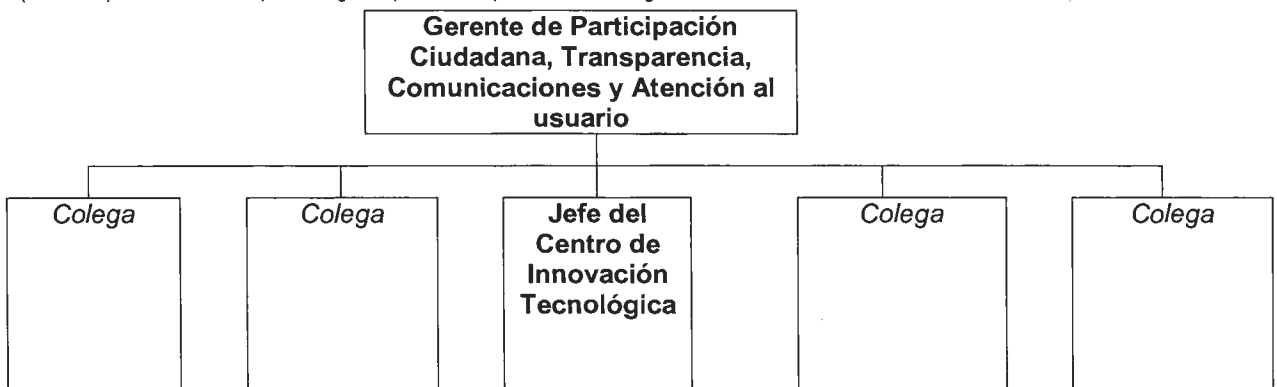 Gerente de Participación
Ciudadana, Transparencia,
Comunicaciones y Atención al
usuario
Colega
Colega
Jefe del
Centro de
Innovación
Tecnológica
Colega
Colega